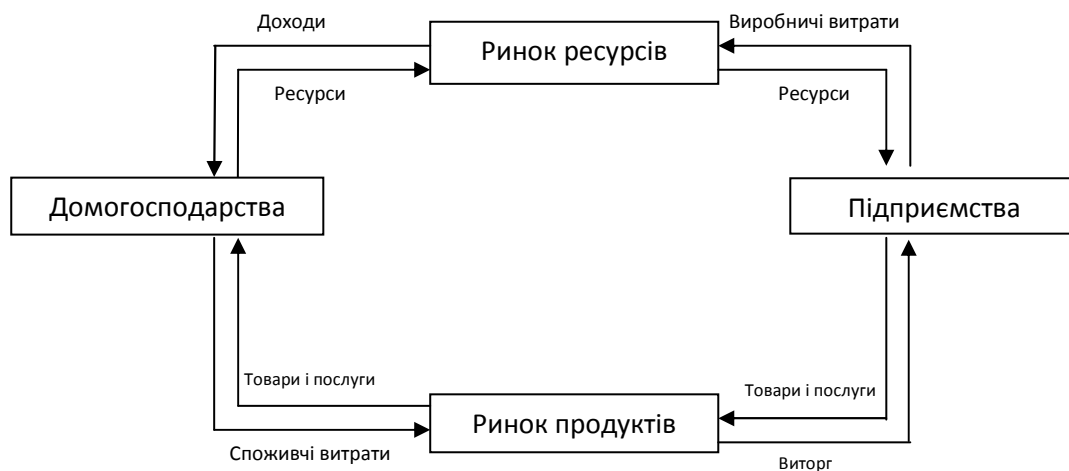 Доходи
Виробничі витрати
Ринок ресурсів
Ресурси
Ресурси
Домогосподарства
Підприємства
Товари і послуги
Товари і послуги
Ринок продуктів
Споживчі витрати
Виторг